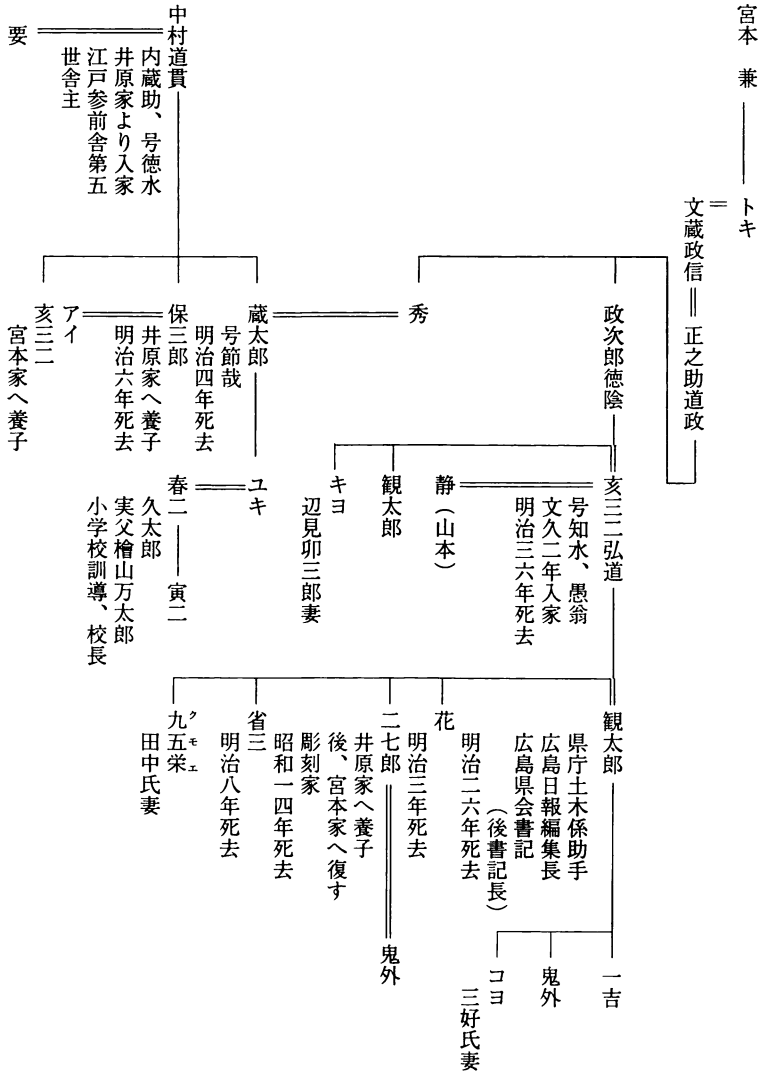 宮本 兼
トキ
文蔵政信
正之助道政
政次郎徳陰
秀
中村道貫
内蔵助、号徳水
井原家より入家
江戸参前舎第五
世舎主
要
蔵太郎
号節哉
明治四年死去
保三郎
井原家へ養子
明治六年死去
アイ
亥三二
宮本家へ養子
亥三二弘道
号知水、愚翁
文久二年入家
明治三六年死去
静（山本）
観太郎
キヨ
辺見卯三郎妻
ユキ
春二
久太郎
実父檜山万太郎
小学校訓導、校長
寅二
観太郎
県庁土木係助手
広島日報編集長
広島県会書記
（後書記長）
明治二六年死去
花
明治三年死去
二七郎
井原家へ養子
後、宮本家へ復す
彫刻家
昭和一四年死去
省三
明治八年死去
九五栄
クモエ
田中氏妻
一吉
鬼外
コヨ
三好氏妻
鬼外